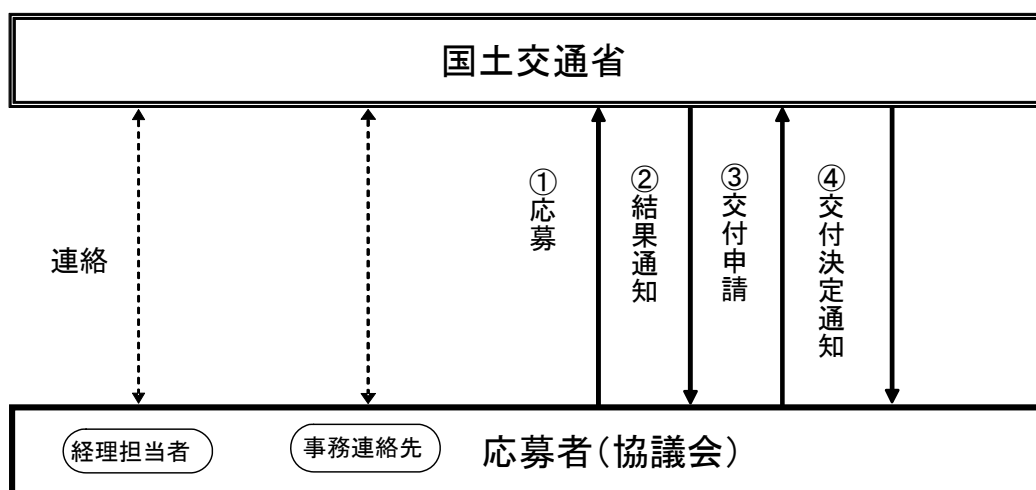 国土交通省
連絡
①応募
②結果通知
③交付申請
④交付決定通知
経理担当者
事務連絡先
応募者(協議会)